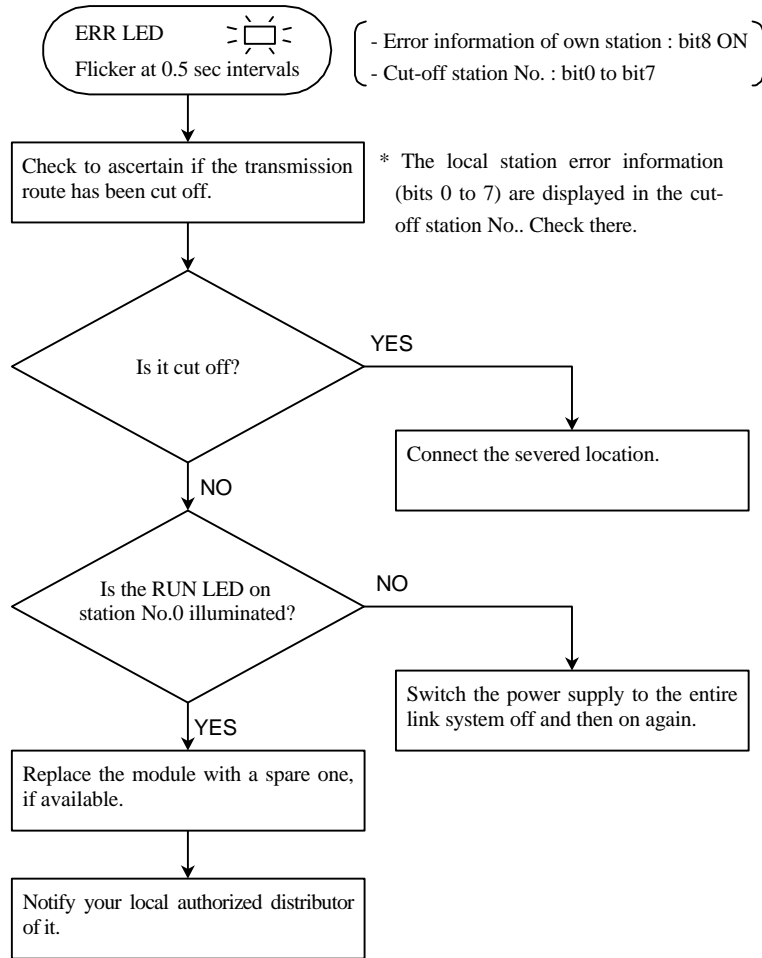 ERR LED
Flicker at 0.5 sec intervals
- Error information of own station : bit8 ON
- Cut-off station No. : bit0 to bit7
Check to ascertain if the transmission
route has been cut off.
* The local station error information
(bits 0 to 7) are displayed in the cut-
off station No.. Check there.
Is it cut off?
YES
Connect the severed location.
NO
Is the RUN LED on
station No.0 illuminated?
NO
Switch the power supply to the entire
link system off and then on again.
YES
Replace the module with a spare one,
if available.
Notify your local authorized distributor
of it.